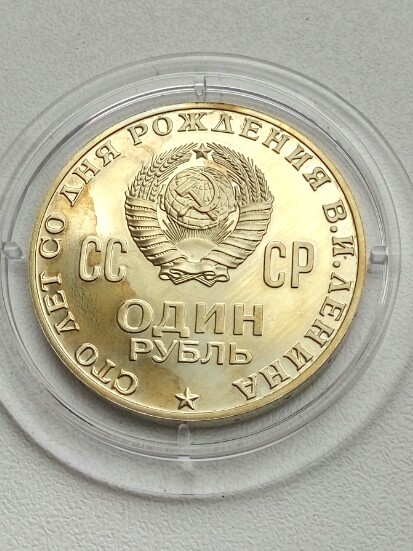 СТО ЛЕТ СО ДНЯ РОЖДЕНИЯ В.И.ЛЕНИНА
СС СР
ОДИН
РУБЛЬ